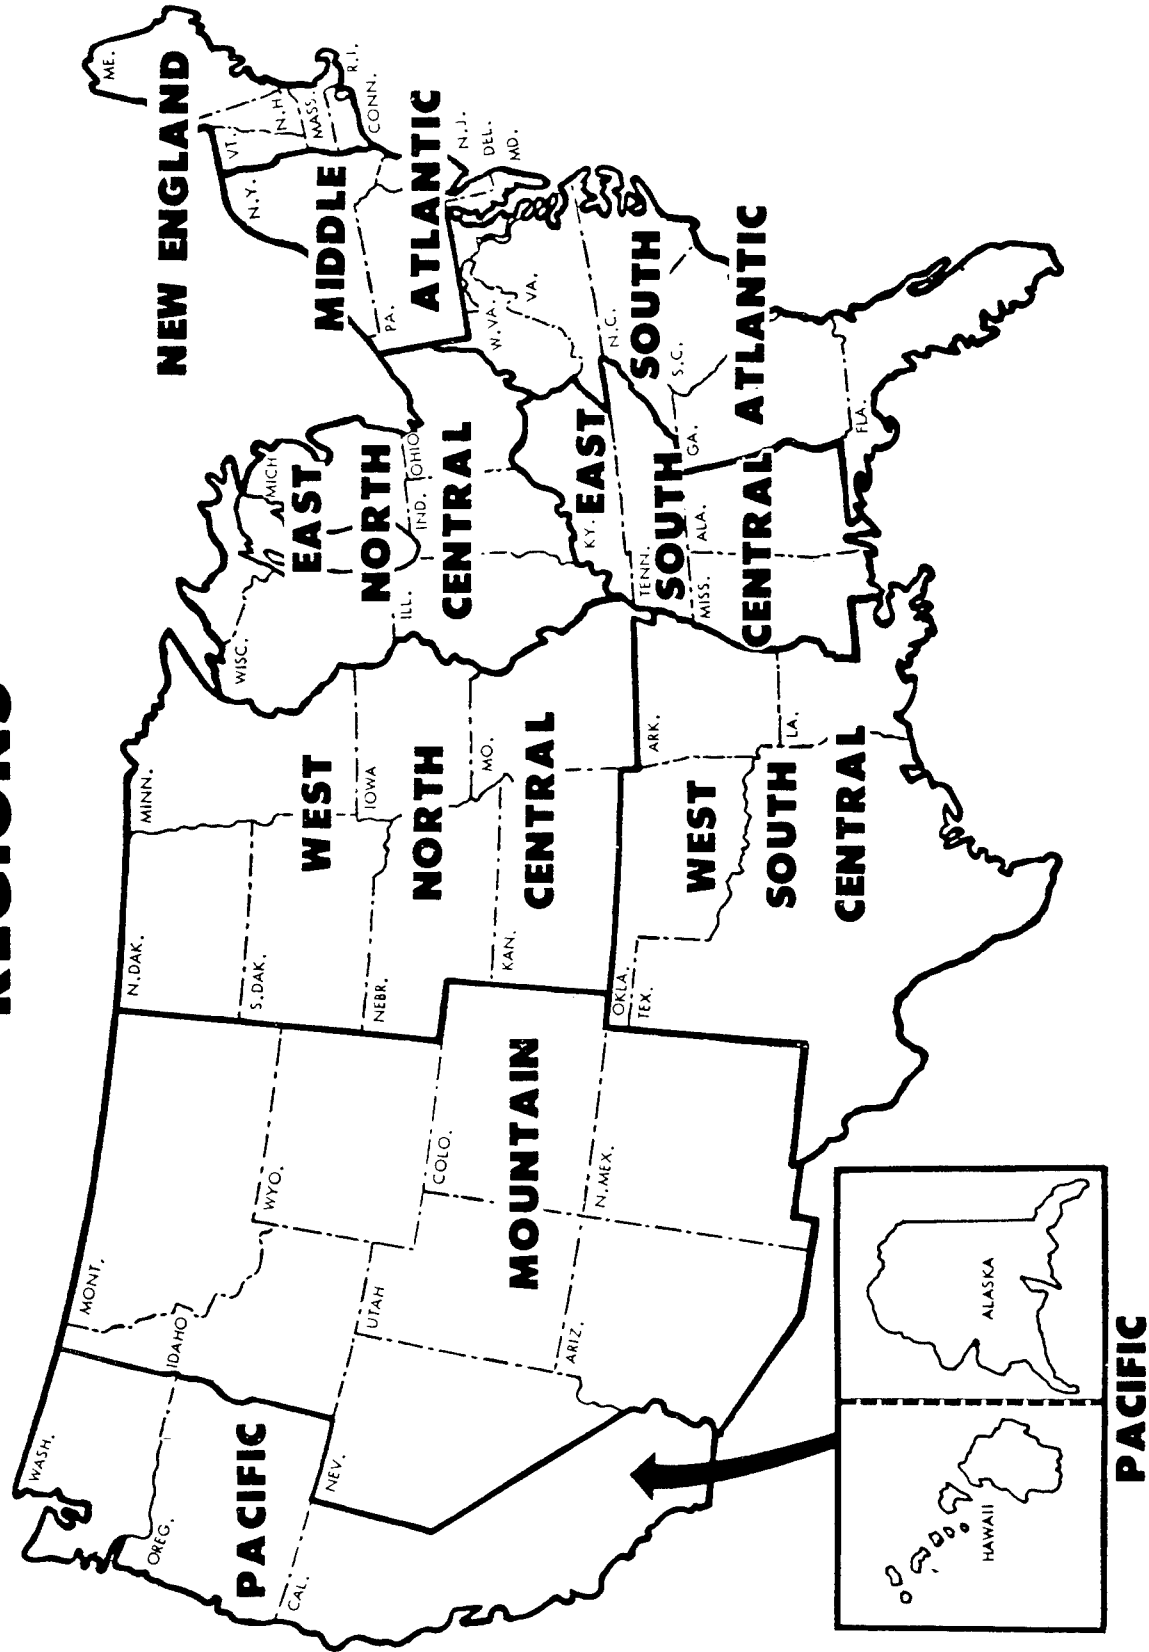 REGIONS
NEW ENGLAND
ME.
VT.
N.H
MASS.
R.I.
CONN.
MIDDLE
ATLANTIC
N.Y.
PA.
N.J.
DEL.
MD.
SOUTH
ATLANTIC
W.VA.
VA.
N.C.
S.C.
GA.
FLA.
EAST
NORTH
CENTRAL
WISC.
MICH
ILL.
IND.
OHIO
EAST
SOUTH
CENTRAL
KY.
TENN.
MISS.
ALA.
WEST
NORTH
CENTRAL
MINN.
N.DAK.
S.DAK.
IOWA
NEBR.
MO.
KAN.
WEST
SOUTH
CENTRAL
ARK.
LA.
OKLA.
TEX.
MOUNTAIN
MONT.
IDAHO
WYO.
COLO.
UTAH
N.MEX.
ARIZ.
NEV.
PACIFIC
WASH.
OREG.
CAL.
HAWAII
ALASKA
PACIFIC